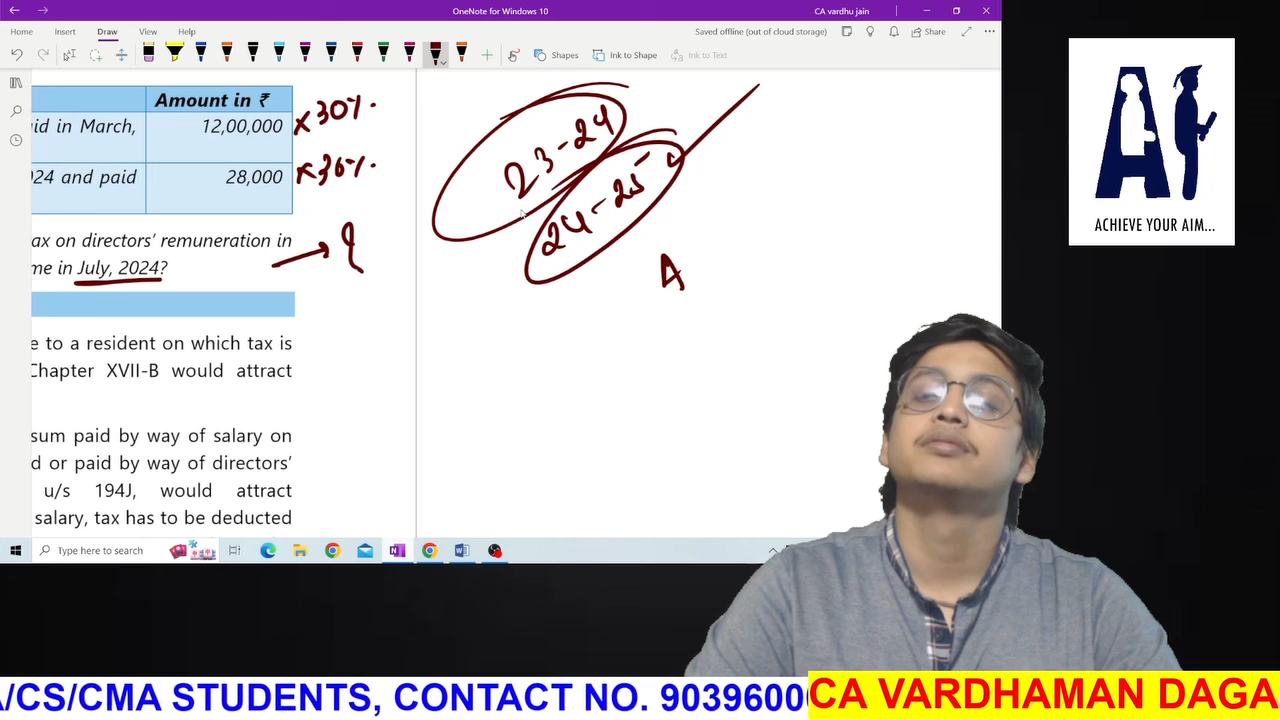 OneNote for Windows 10
CA vardhu jain
Home Insert Draw View Help
Saved offline (out of cloud storage)
Share
Shapes
Ink to Shape
Ink to Text
Amount in ₹
id in March,
12,00,000
x 30%.
024 and paid
28,000
x 30%.
23-24
24-25
A
tax on directors' remuneration in
me in July, 2024?
e to a resident on which tax is
Chapter XVII-B would attract
sum paid by way of salary on
d or paid by way of directors'
u/s 194J, would attract
salary, tax has to be deducted
Type here to search
A
ACHIEVE YOUR AIM...
A/CS/CMA STUDENTS, CONTACT NO. 90396000
CA VARDHAMAN DAGA